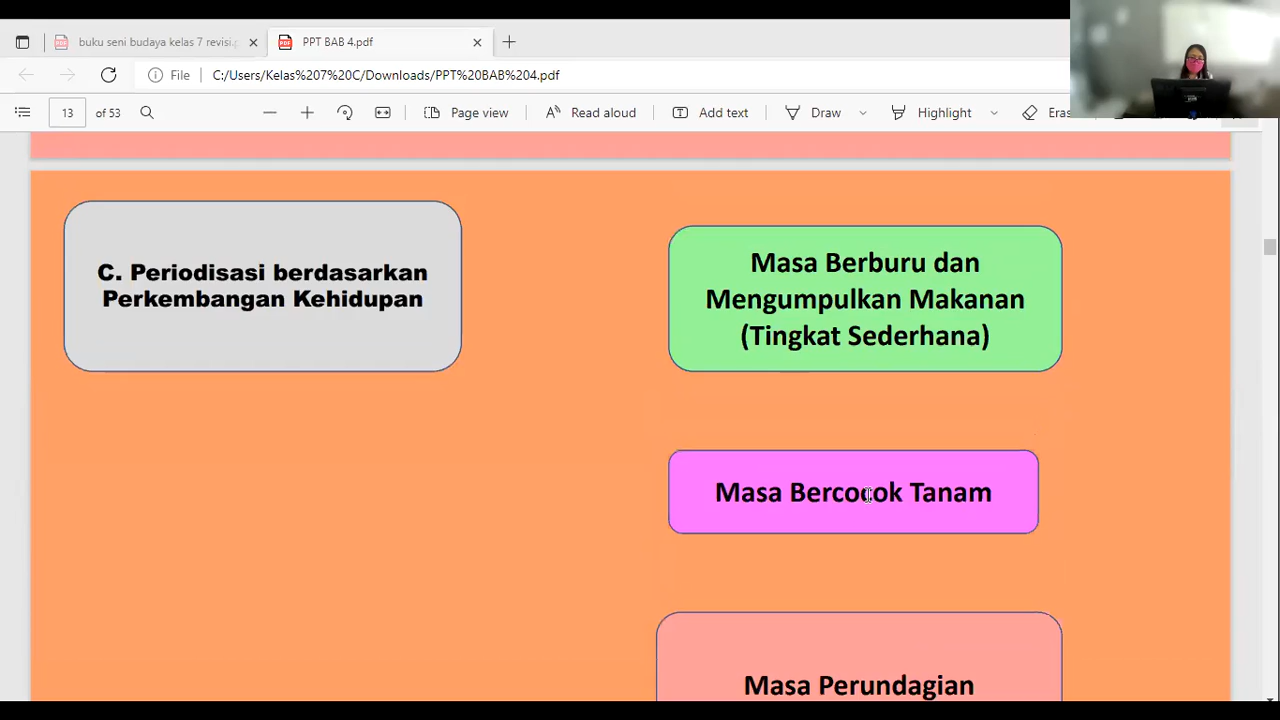 buku seni budaya kelas 7 revisi.p
PPT BAB 4.pdf
File
C:/Users/Kelas%207%20C/Downloads/PPT%20BAB%204.pdf
13 of 53
Page view
Read aloud
Add text
Draw
Highlight
Eras
C. Periodisasi berdasarkan
Perkembangan Kehidupan
Masa Berburu dan
Mengumpulkan Makanan
(Tingkat Sederhana)
Masa Bercocok Tanam
Masa Perundagian